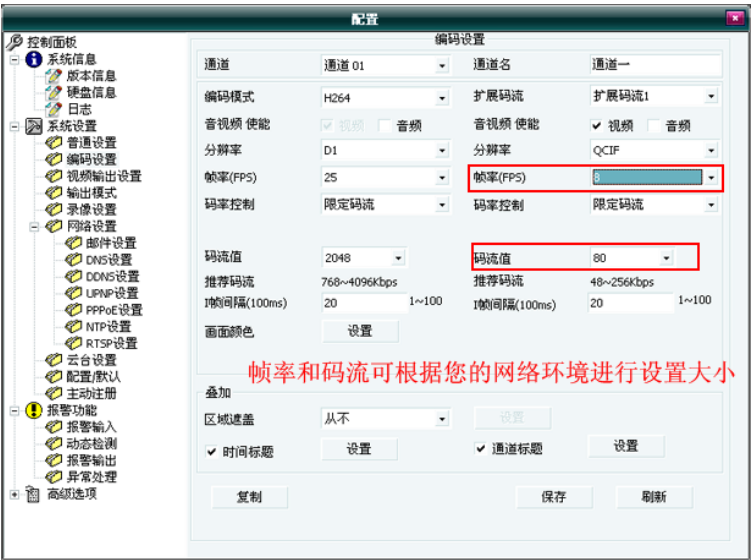 配置
控制面板
系统信息
版本信息
硬盘信息
日志
系统设置
普通设置
编码设置
视频输出设置
输出模式
录像设置
网络设置
邮件设置
DNS设置
DDNS设置
UPNP设置
PPPoE设置
NTP设置
RTSP设置
云台设置
配置/默认
主动注册
报警功能
报警输入
动态检测
报警输出
异常处理
高级选项
编码设置
通道 通道 01 通道名 通道一
编码模式 H264 扩展码流 扩展码流1
音视频 使能 视频 音频 音视频 使能 视频 音频
分辨率 D1 分辨率 QCIF
帧率(FPS) 25 帧率(FPS) 8
码率控制 限定码流 码率控制 限定码流
码流值 2048 码流值 80
推荐码流 768~4096Kbps 推荐码流 48~256Kbps
I帧间隔(100ms) 20 1~100 I帧间隔(100ms) 20 1~100
画面颜色 设置
帧率和码流可根据您的网络环境进行设置大小
叠加
区域遮盖 从不 设置
时间标题 设置 通道标题 设置
复制 保存 刷新